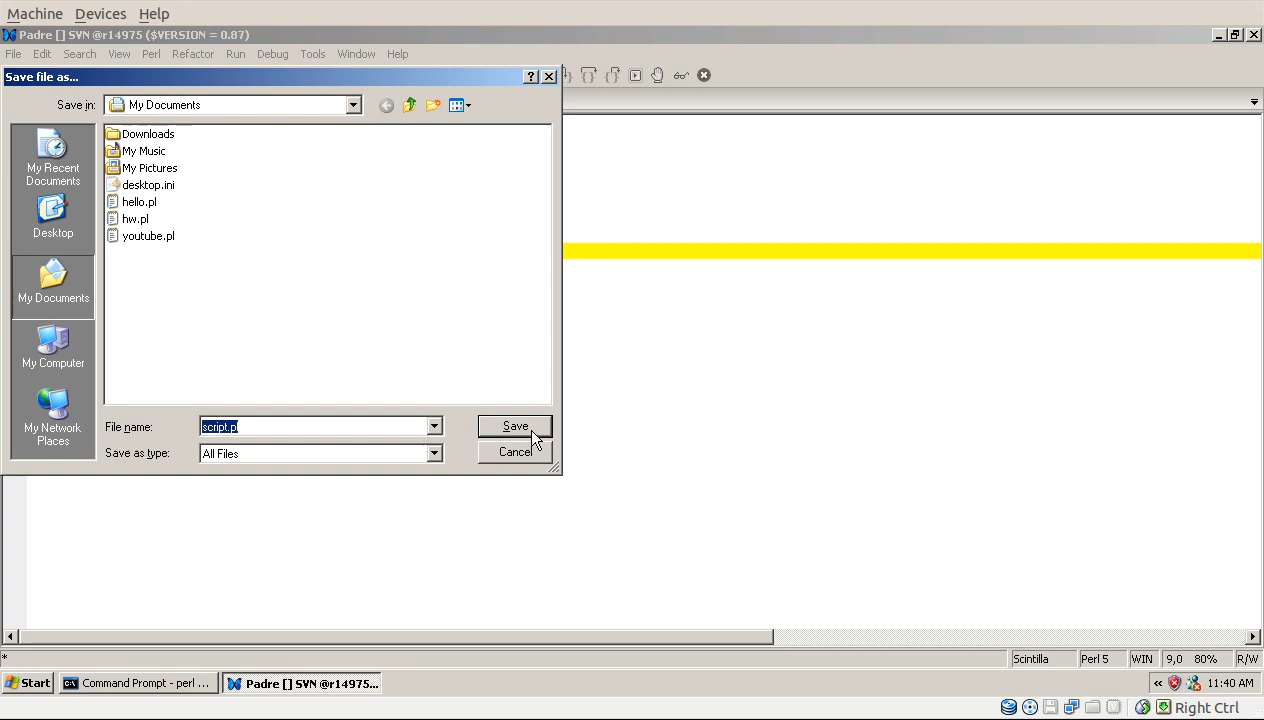 Machine Devices Help
Padre [] SVN @r14975 ($VERSION = 0.87)
File Edit Search View Perl Refactor Run Debug Tools Window Help
Save file as...
Save in: My Documents
My Recent
Documents
Desktop
My Documents
My Computer
My Network
Places
Downloads
My Music
My Pictures
desktop.ini
hello.pl
hw.pl
youtube.pl
File name: script.pl Save
Save as type: All Files Cancel
* Scintilla Perl 5 WIN 9,0 80% R/W
Start Command Prompt - perl ... Padre [] SVN @r14975... « 11:40 AM
Right Ctrl